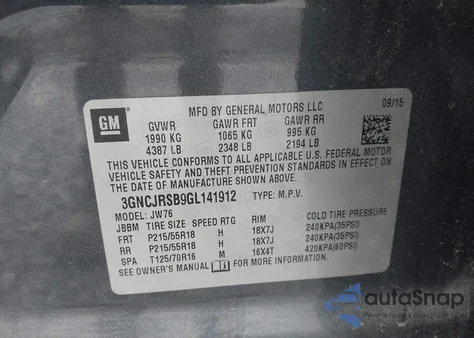 MFD BY GENERAL MOTORS LLC 09/15
GM GVWR GAWR FRT GAWR RR
1990 KG 1065 KG 995 KG
4387 LB 2348 LB 2194 LB
THIS VEHICLE CONFORMS TO ALL APPLICABLE U.S. FEDERAL MOTOR
VEHICLE SAFETY AND THEFT PREVENTION STANDARDS IN EFFECT ON
THE DATE OF MANUFACTURE SHOWN ABOVE.
3GNCJRSB9GL141912 TYPE: M.P.V.
MODEL: JW76
JBBM TIRE SIZE SPEED RTG RIM COLD TIRE PRESSURE
FRT P215/55R18 H 18X7J 240KPA(35PSI)
RR P215/55R18 H 18X7J 240KPA(35PSI)
SPA T125/70R16 M 16X4T 420KPA(60PSI)
SEE OWNER'S MANUAL FOR MORE INFORMATION.
autoSnap